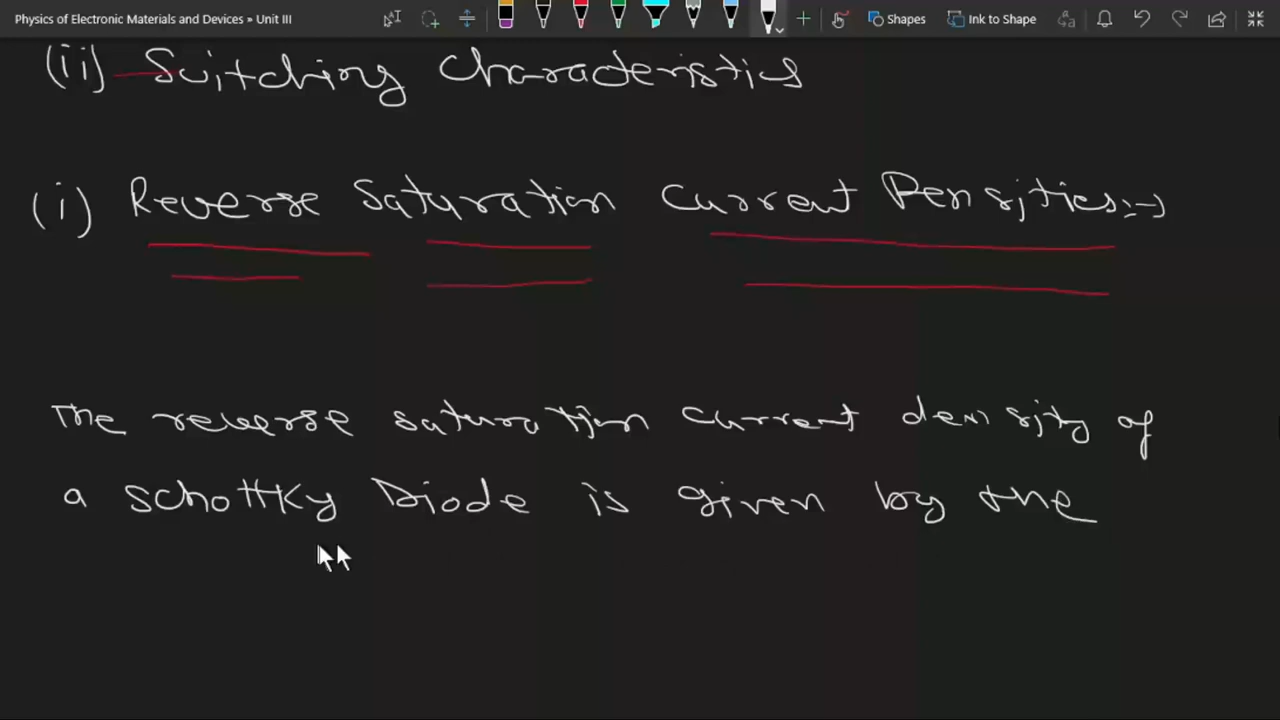 Physics of Electronic Materials and Devices » Unit III
Shapes
Ink to Shape
(ii) Switching Characteristics
(i) Reverse Saturation Current Densities:→
The reverse saturation current density of
a Schottky Diode is given by the